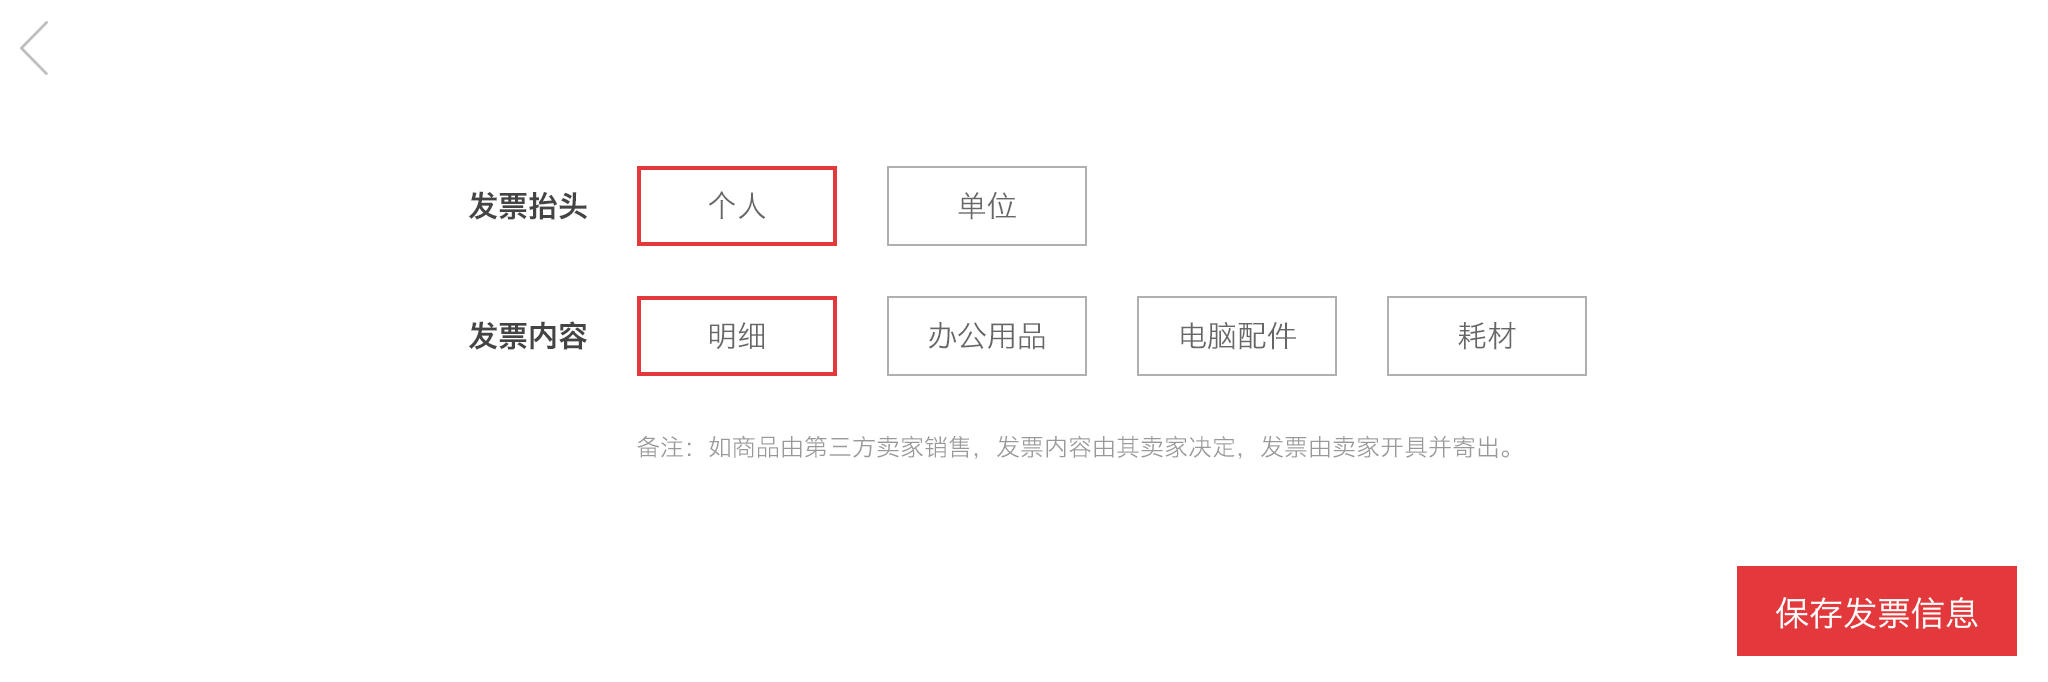 发票抬头 个人 单位
发票内容 明细 办公用品 电脑配件 耗材
备注：如商品由第三方卖家销售，发票内容由其卖家决定，发票由卖家开具并寄出。
保存发票信息